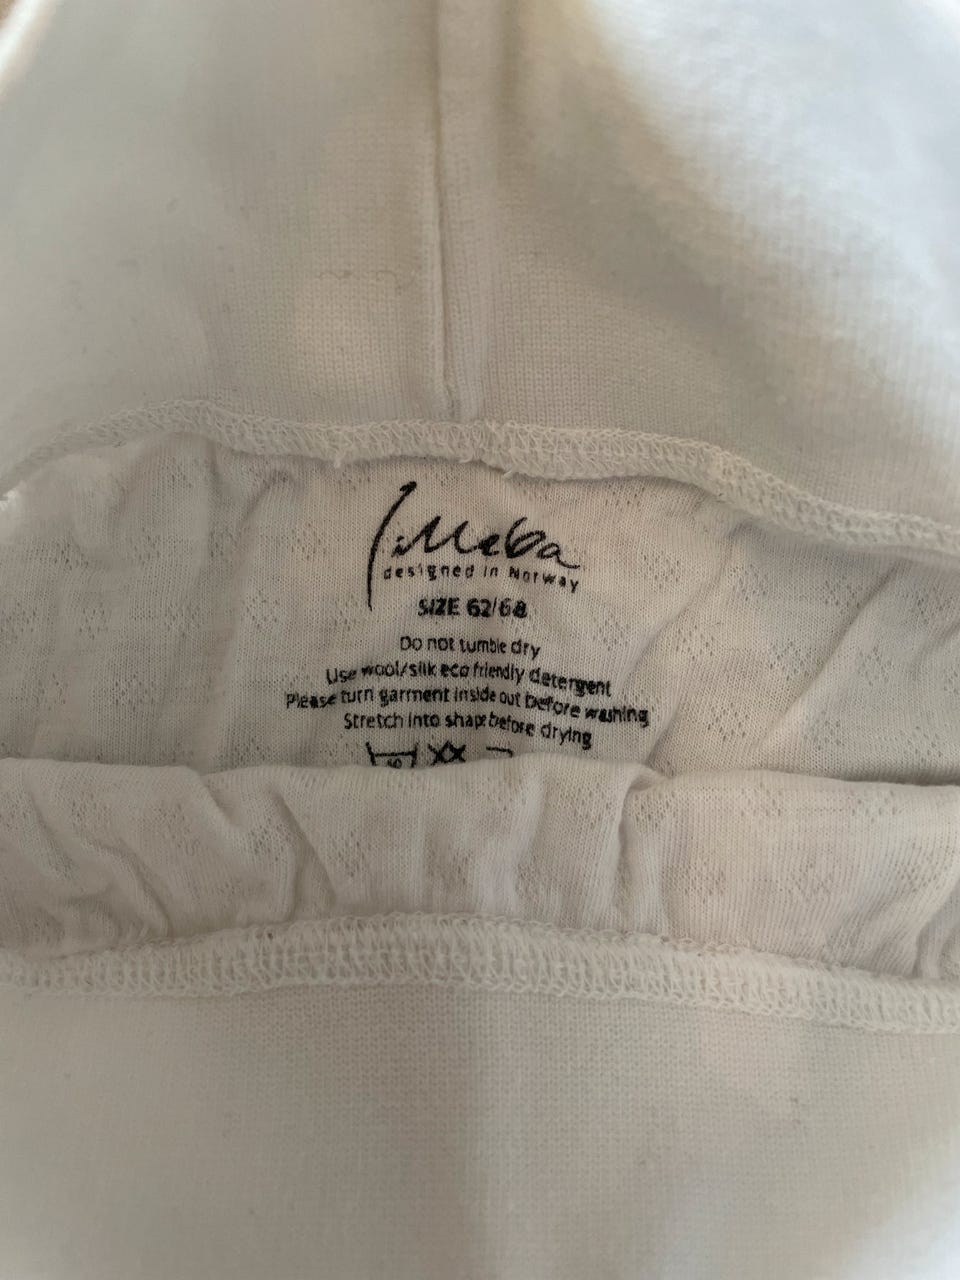 Lillelba
designed in Norway
SIZE 62/68
Do not tumble dry
Use wool/silk eco friendly detergent
Please turn garment inside out before washing
Stretch into shape before drying